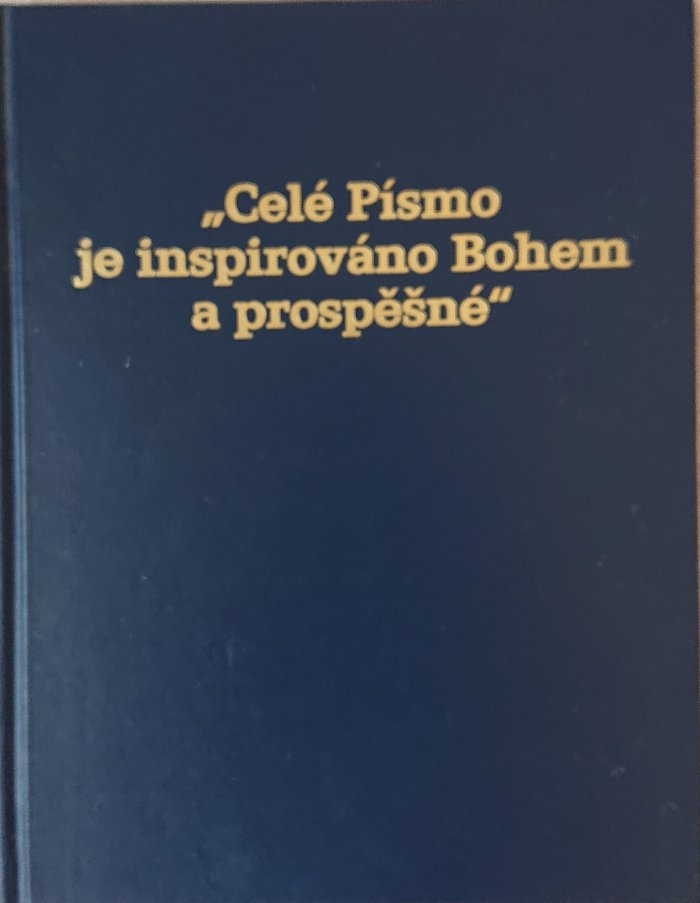 „Celé Písmo
je inspirováno Bohem
a prospěšné“